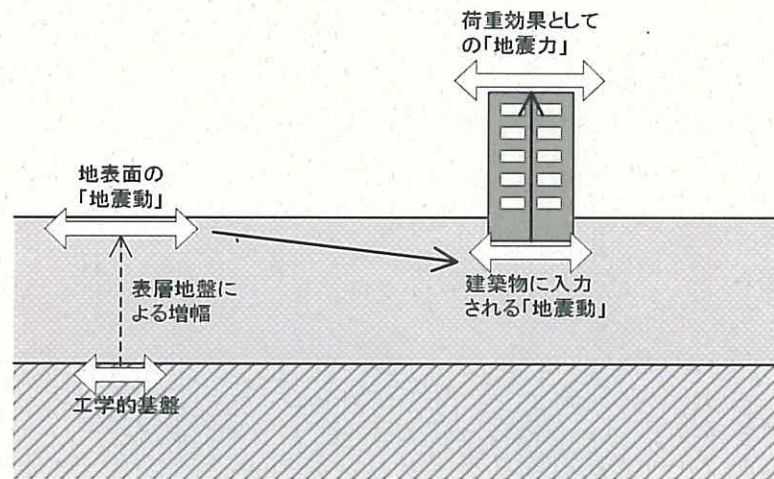 荷重効果として
の「地震力」
地表面の
「地震動」
表層地盤に
よる増幅
建築物に入力
される「地震動」
工学的基盤